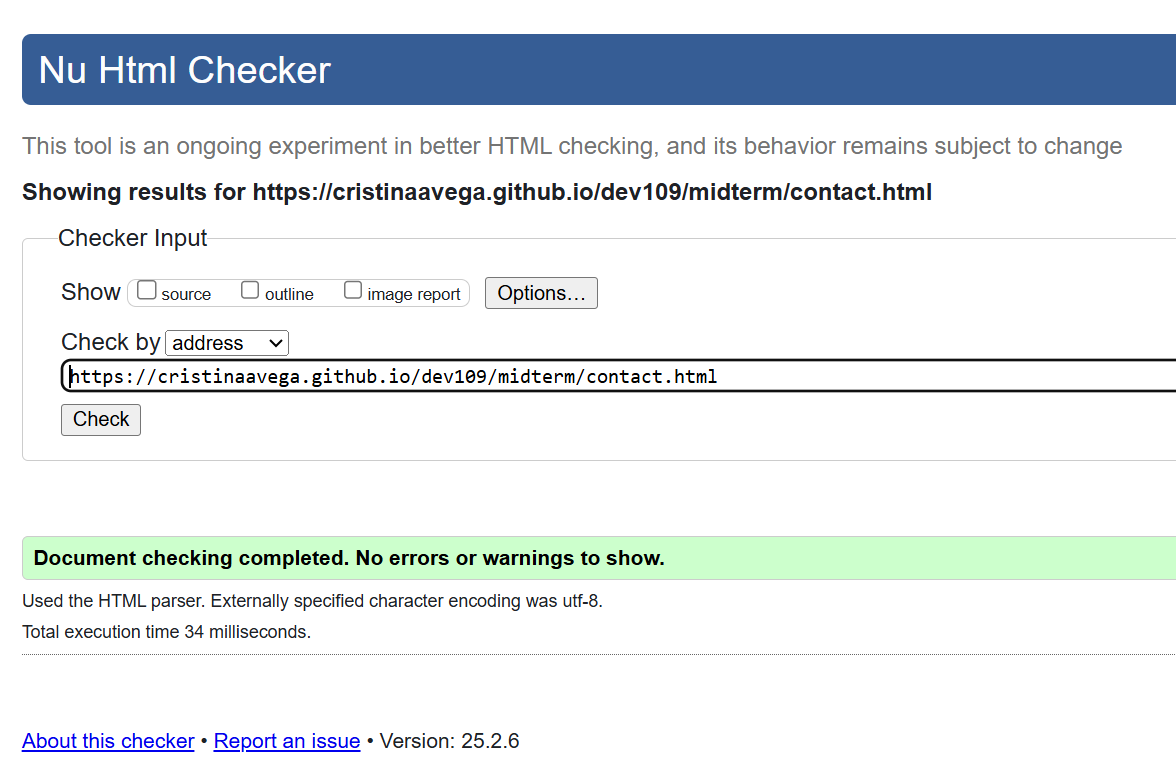 Nu Html Checker
This tool is an ongoing experiment in better HTML checking, and its behavior remains subject to change
Showing results for https://cristinaavega.github.io/dev109/midterm/contact.html
Checker Input
Show source outline image report Options…
Check by address
https://cristinaavega.github.io/dev109/midterm/contact.html
Check
Document checking completed. No errors or warnings to show.
Used the HTML parser. Externally specified character encoding was utf-8.
Total execution time 34 milliseconds.
About this checker • Report an issue • Version: 25.2.6